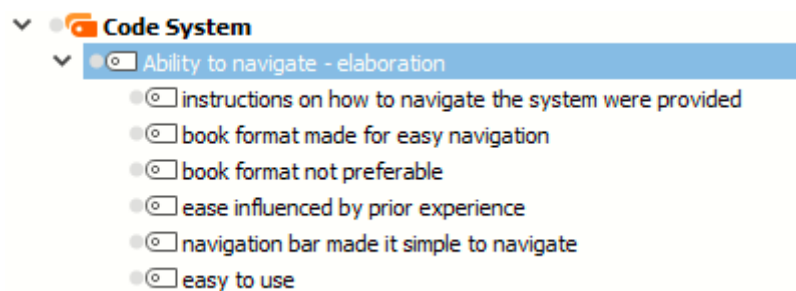 Code System
Ability to navigate - elaboration
instructions on how to navigate the system were provided
book format made for easy navigation
book format not preferable
ease influenced by prior experience
navigation bar made it simple to navigate
easy to use